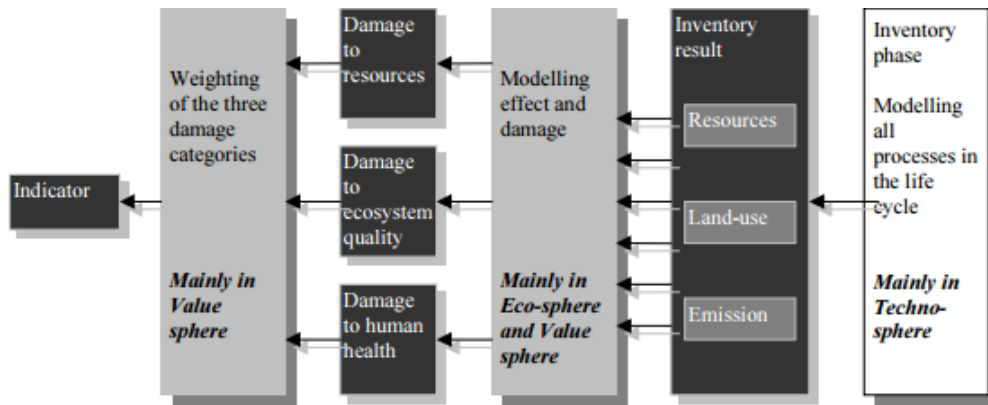 Indicator
Weighting
of the three
damage
categories
Mainly in
Value
sphere
Damage
to
resources
Damage
to
ecosystem
quality
Damage
to human
health
Modelling
effect and
damage
Mainly in
Eco-sphere
and Value
sphere
Inventory
result
Resources
Land-use
Emission
Inventory
phase
Modelling
all
processes in
the life
cycle
Mainly in
Techno-
sphere